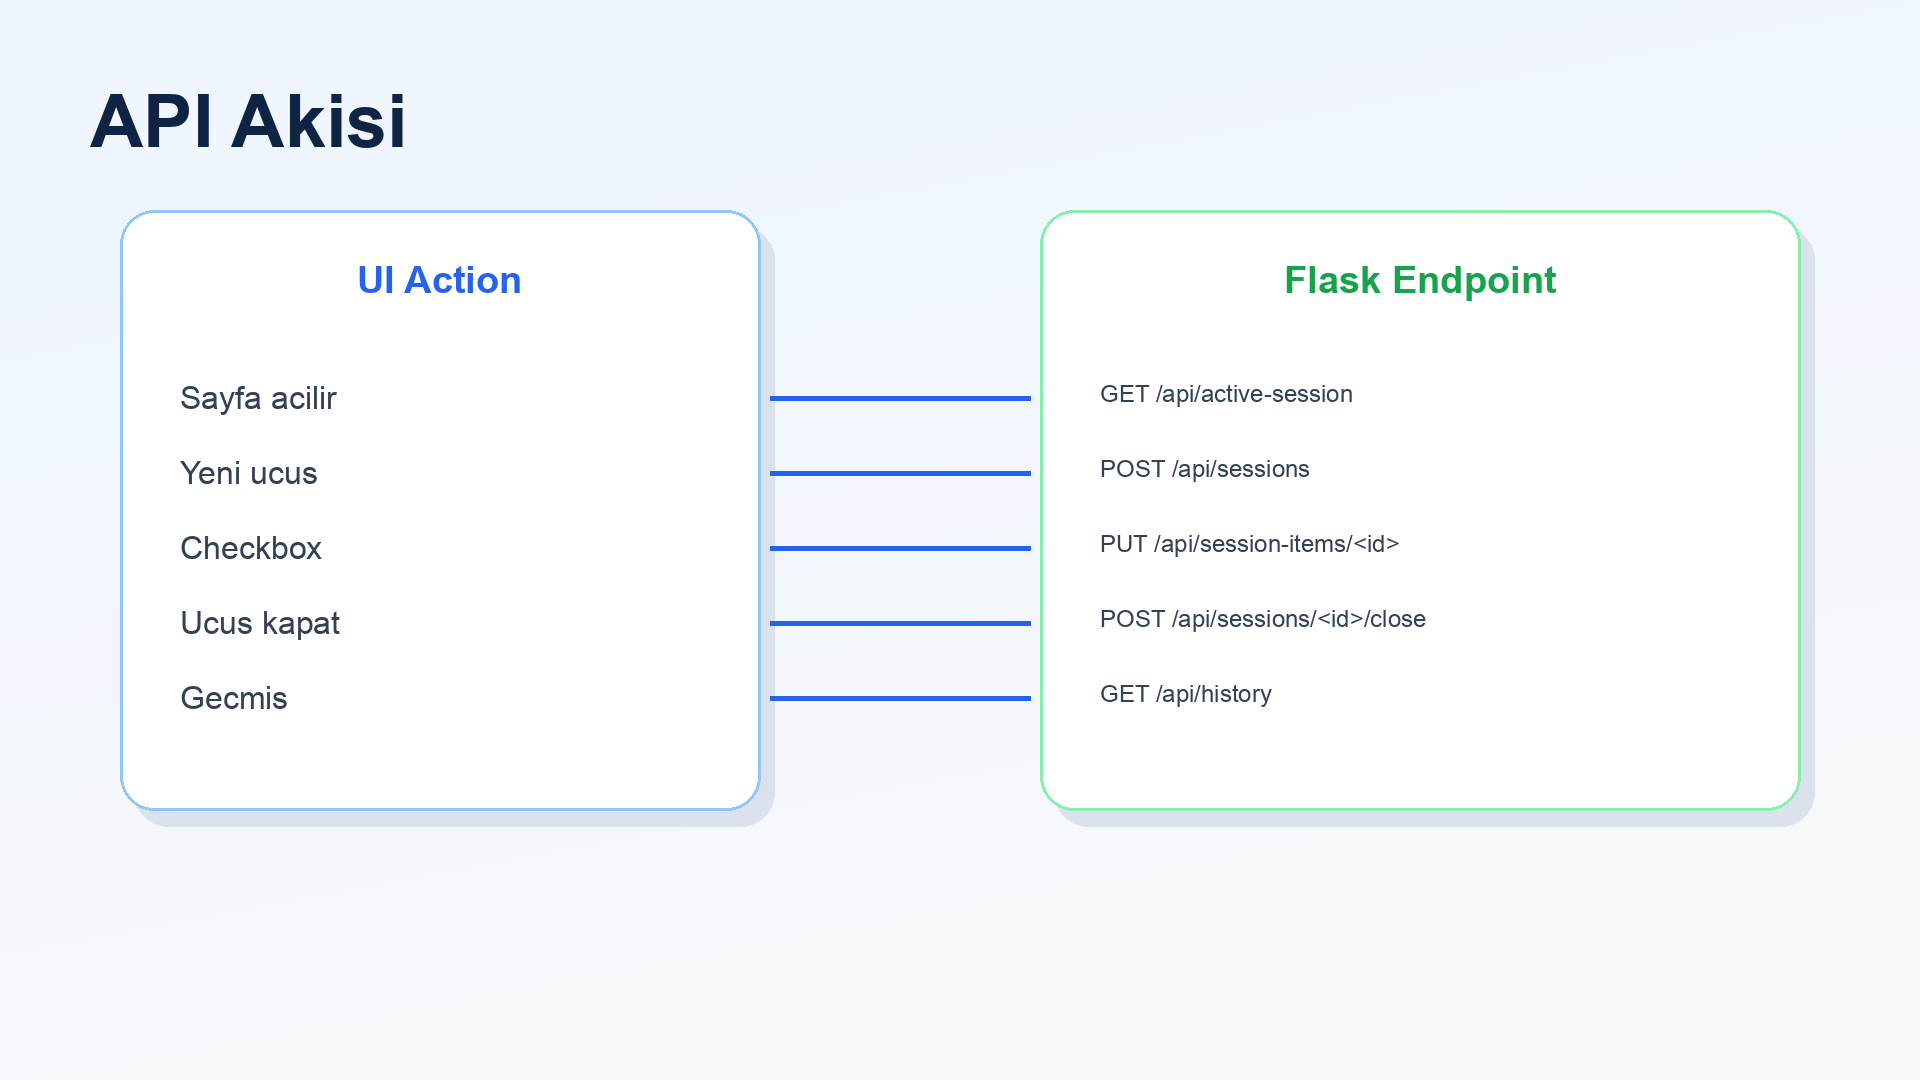 API Akisi
UI Action
Sayfa acilir
Yeni ucus
Checkbox
Ucus kapat
Gecmis
Flask Endpoint
GET /api/active-session
POST /api/sessions
PUT /api/session-items/<id>
POST /api/sessions/<id>/close
GET /api/history